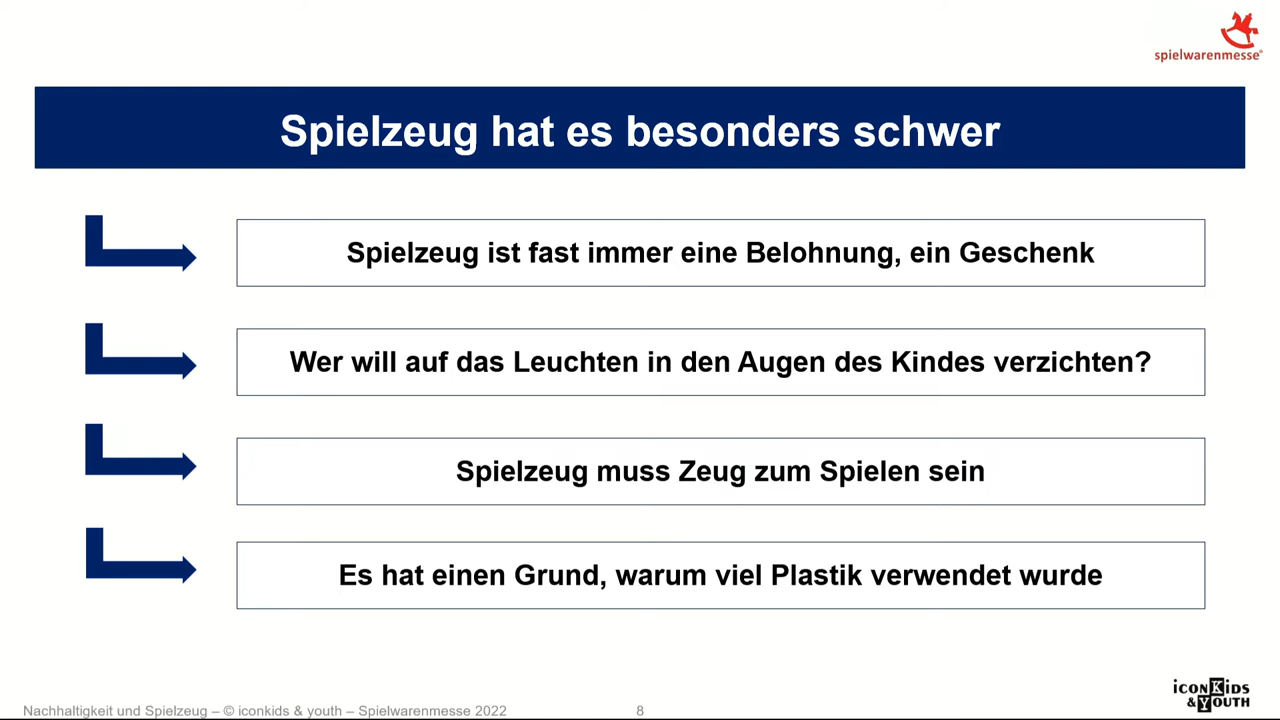 spielwarenmesse®
Spielzeug hat es besonders schwer
Spielzeug ist fast immer eine Belohnung, ein Geschenk
Wer will auf das Leuchten in den Augen des Kindes verzichten?
Spielzeug muss Zeug zum Spielen sein
Es hat einen Grund, warum viel Plastik verwendet wurde
iconKids
&YOUTH
Nachhaltigkeit und Spielzeug – © iconkids & youth – Spielwarenmesse 2022 8